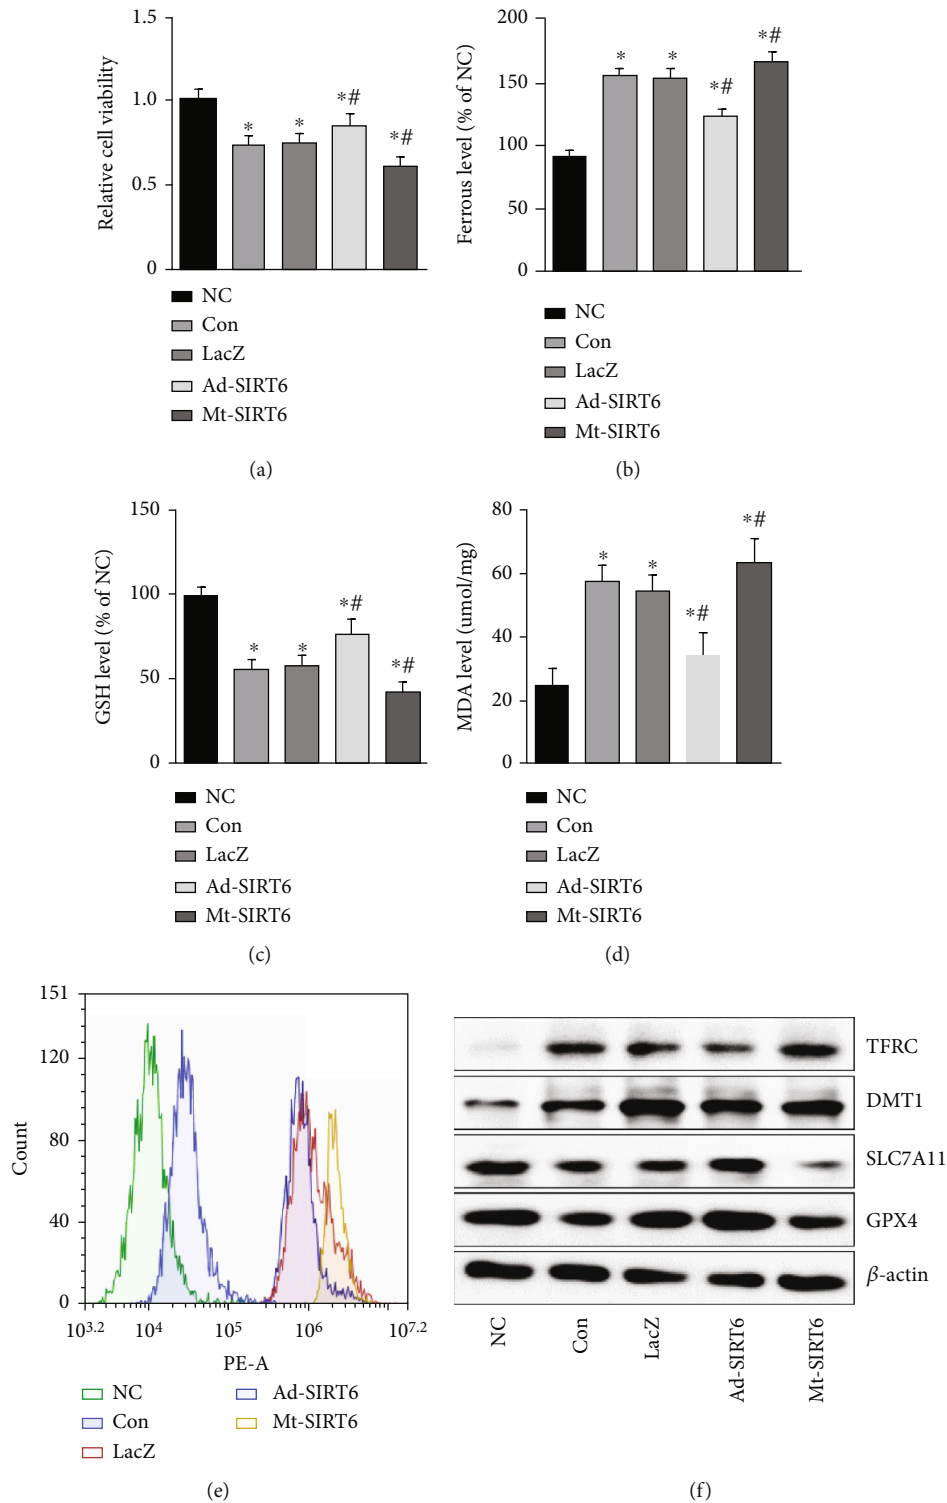 Relative cell viability
1.5
1.0
0.5
0
*
*
*#
*#
NC
Con
LacZ
Ad-SIRT6
Mt-SIRT6
(a)
Ferrous level (% of NC)
200
150
100
50
0
*
*
*#
*#
NC
Con
LacZ
Ad-SIRT6
Mt-SIRT6
(b)
GSH level (% of NC)
150
100
50
0
*
*
*#
*#
NC
Con
LacZ
Ad-SIRT6
Mt-SIRT6
(c)
MDA level (umol/mg)
80
60
40
20
0
*
*
*#
*#
NC
Con
LacZ
Ad-SIRT6
Mt-SIRT6
(d)
Count
151
120
80
40
0
10^3.2 10^4 10^5 10^6 10^7.2
PE-A
NC
Con
LacZ
Ad-SIRT6
Mt-SIRT6
(e)
TFRC
DMT1
SLC7A11
GPX4
β-actin
NC
Con
LacZ
Ad-SIRT6
Mt-SIRT6
(f)